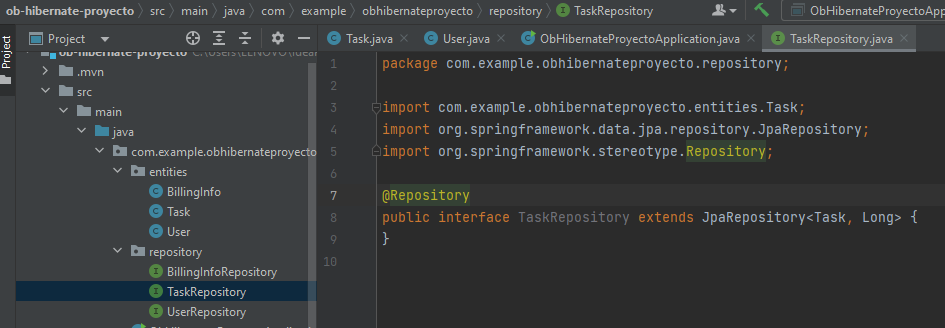 ob-hibernate-proyecto > src > main > java > com > example > obhibernateproyecto > repository > TaskRepository
ObHibernateProyectoApp
Project
Project
Task.java
User.java
ObHibernateProyectoApplication.java
TaskRepository.java
ob-hibernate-proyecto
.mvn
src
main
java
com.example.obhibernateproyecto
entities
BillingInfo
Task
User
repository
BillingInfoRepository
TaskRepository
UserRepository
1 package com.example.obhibernateproyecto.repository;
2
3 import com.example.obhibernateproyecto.entities.Task;
4 import org.springframework.data.jpa.repository.JpaRepository;
5 import org.springframework.stereotype.Repository;
6
7 @Repository
8 public interface TaskRepository extends JpaRepository<Task, Long> {
9 }
10